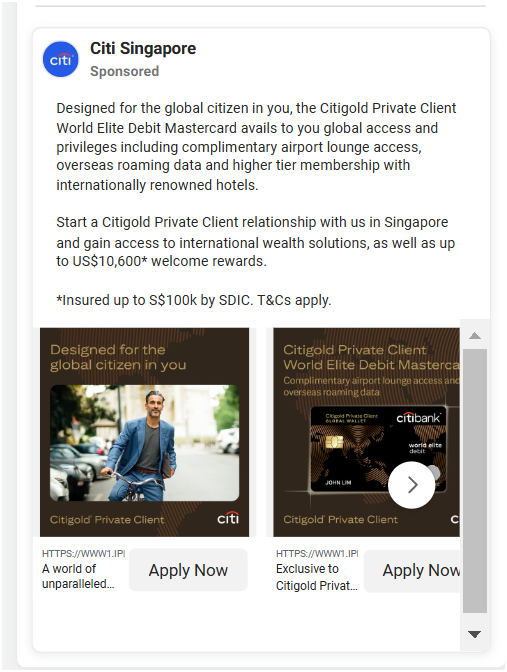 citi
Citi Singapore
Sponsored
Designed for the global citizen in you, the Citigold Private Client
World Elite Debit Mastercard avails to you global access and
privileges including complimentary airport lounge access,
overseas roaming data and higher tier membership with
internationally renowned hotels.
Start a Citigold Private Client relationship with us in Singapore
and gain access to international wealth solutions, as well as up
to US$10,600* welcome rewards.
*Insured up to S$100k by SDIC. T&Cs apply.
Designed for the
global citizen in you
Citigold® Private Client
citi
HTTPS://WWW1.IPI
A world of
unparalleled...
Apply Now
Citigold Private Client
World Elite Debit Masterca
Complimentary airport lounge access and
overseas roaming data
Citigold Private Client
GLOBAL WALLET
citibank
world elite
debit
JOHN LIM
Citigold® Private Client
c
HTTPS://WWW1.IPI
Exclusive to
Citigold Privat...
Apply Now